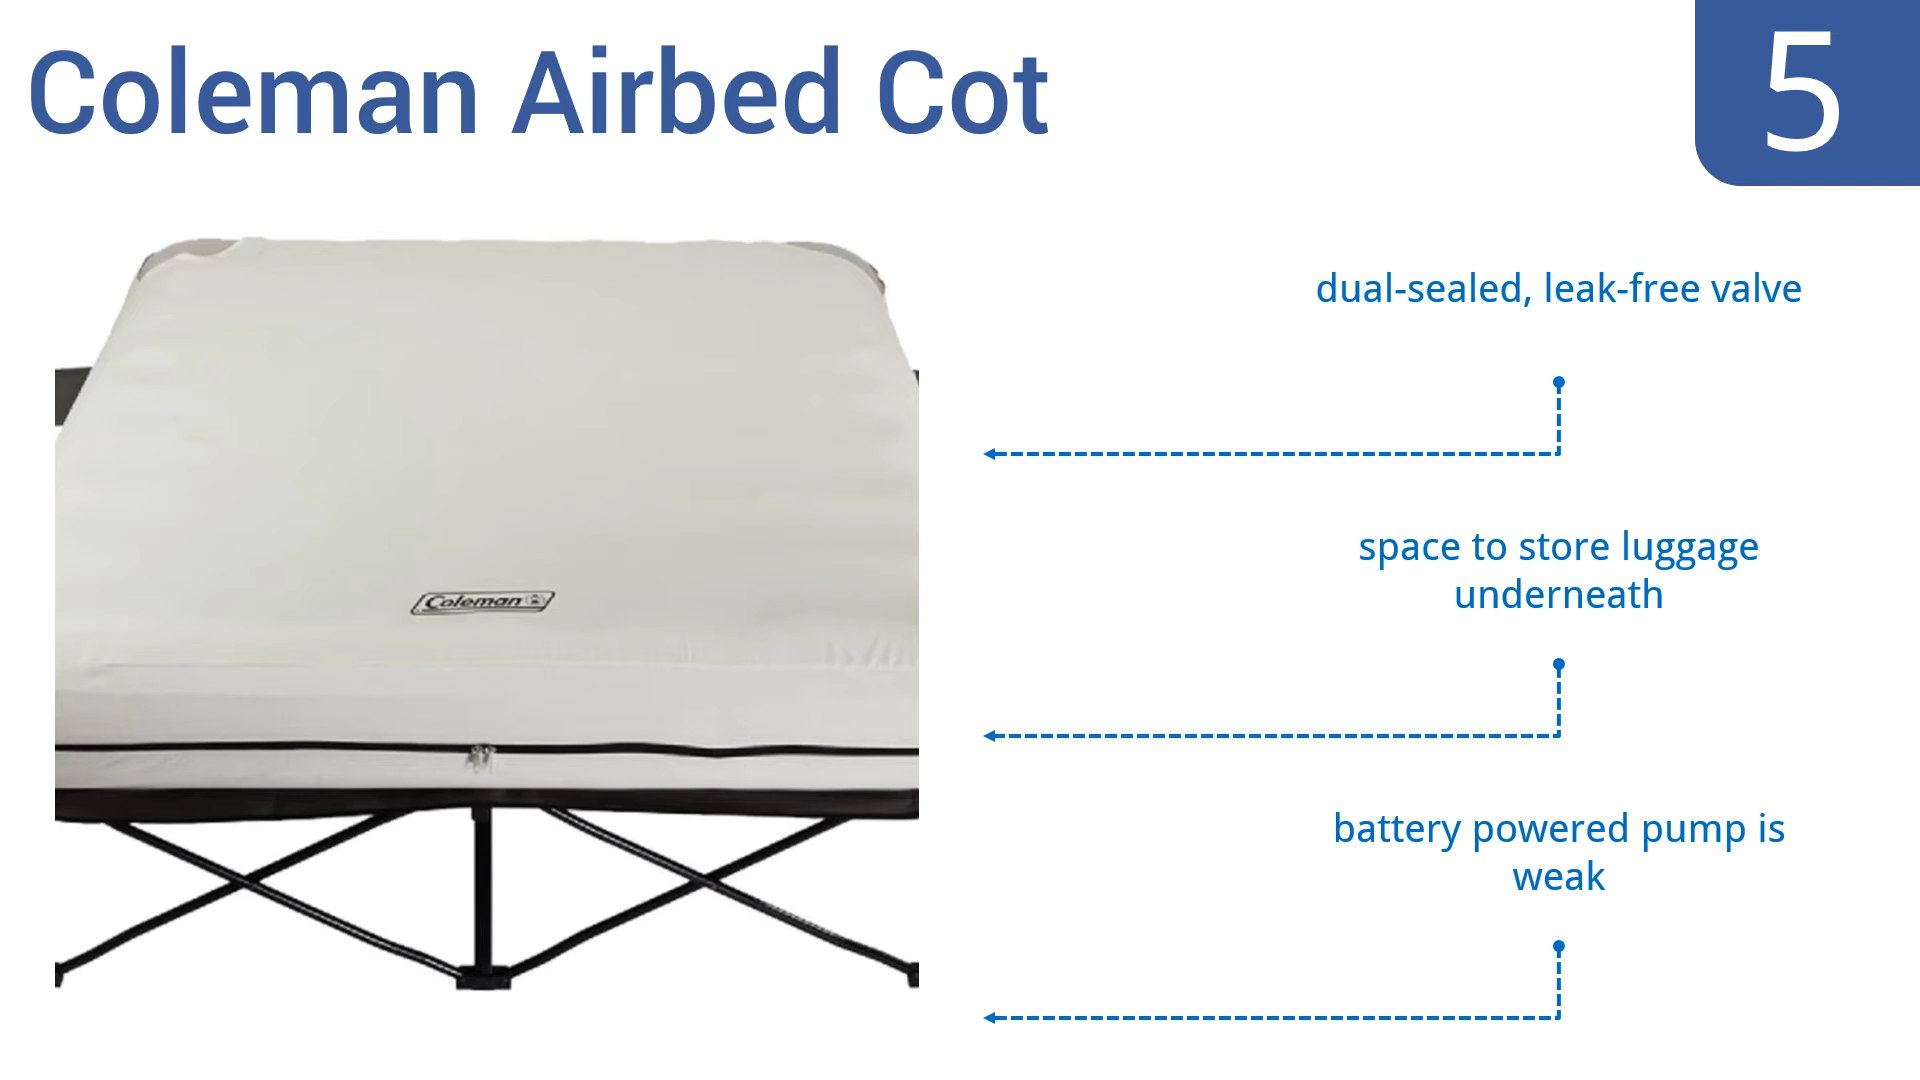 Coleman Airbed Cot
5
dual-sealed, leak-free valve
space to store luggage
underneath
Coleman
battery powered pump is
weak